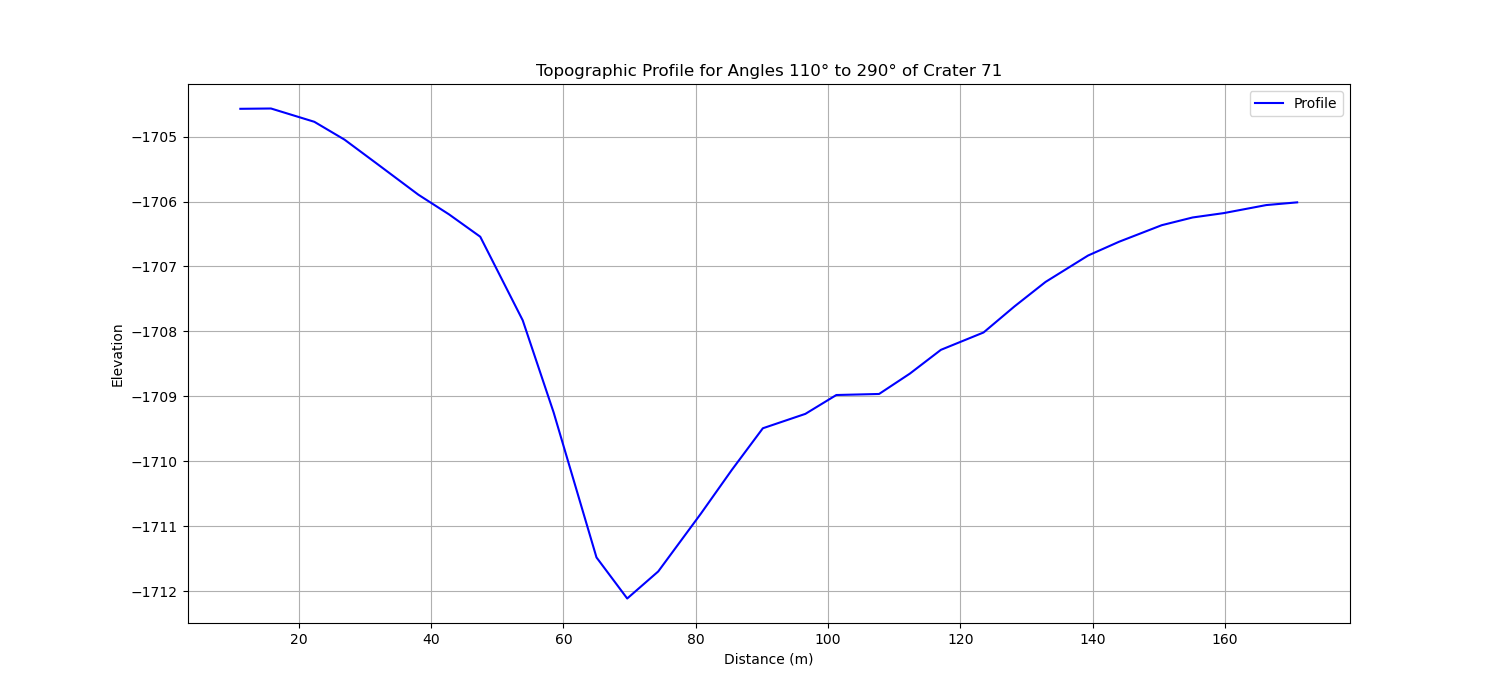 Topographic Profile for Angles 110° to 290° of Crater 71
Profile
−1705
−1706
−1707
−1708
−1709
−1710
−1711
−1712
Elevation
20 40 60 80 100 120 140 160
Distance (m)